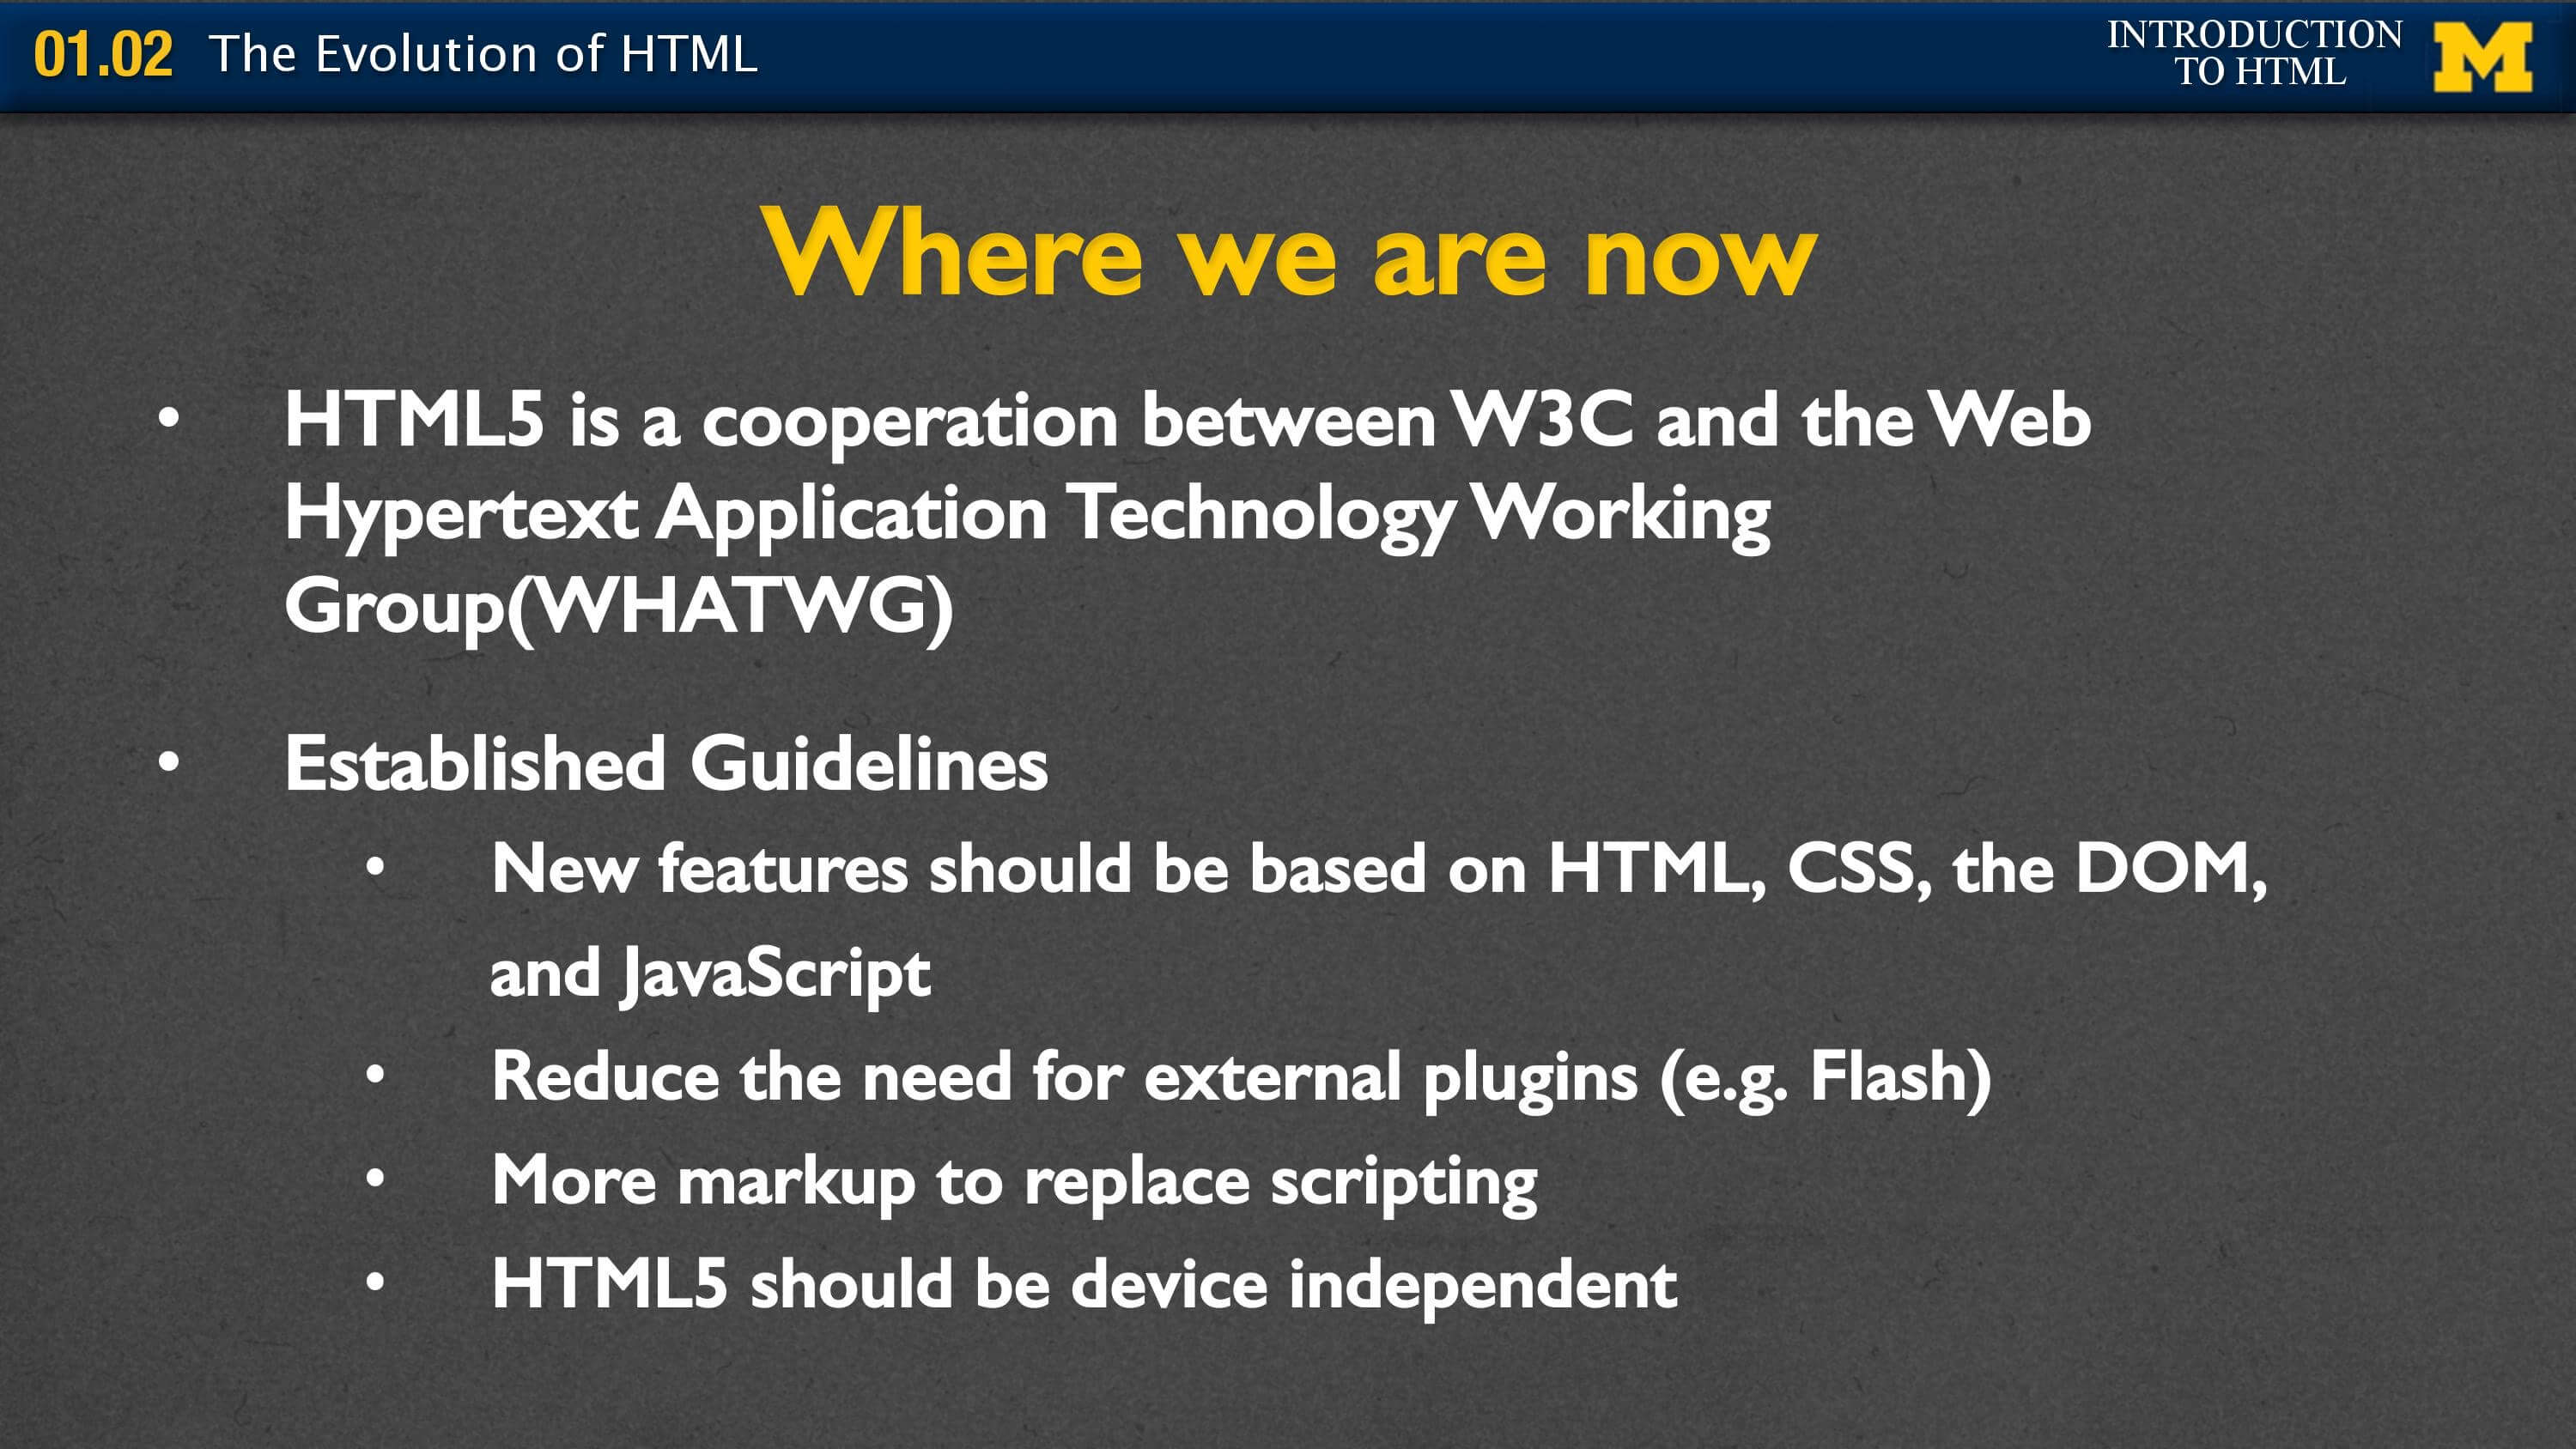 01.02 The Evolution of HTML
INTRODUCTION
TO HTML
M
Where we are now
• HTML5 is a cooperation between W3C and the Web
Hypertext Application Technology Working
Group(WHATWG)
• Established Guidelines
• New features should be based on HTML, CSS, the DOM,
and JavaScript
• Reduce the need for external plugins (e.g. Flash)
• More markup to replace scripting
• HTML5 should be device independent